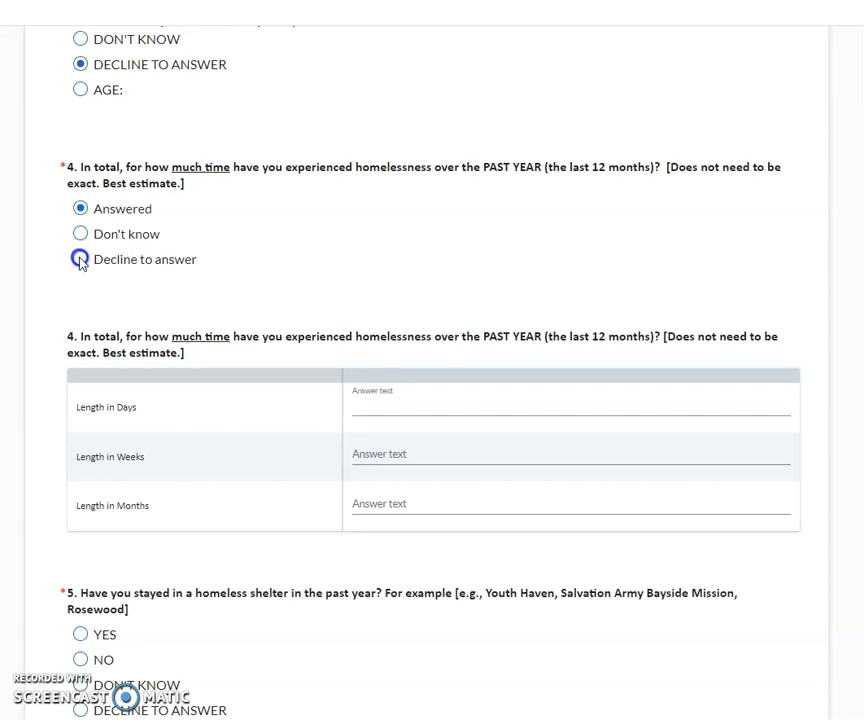 DON'T KNOW
DECLINE TO ANSWER
AGE:
*4. In total, for how much time have you experienced homelessness over the PAST YEAR (the last 12 months)? [Does not need to be
exact. Best estimate.]
Answered
Don't know
Decline to answer
4. In total, for how much time have you experienced homelessness over the PAST YEAR (the last 12 months)? [Does not need to be
exact. Best estimate.]
Answer text
Length in Days
Length in Weeks
Answer text
Length in Months
Answer text
*5. Have you stayed in a homeless shelter in the past year? For example [e.g., Youth Haven, Salvation Army Bayside Mission,
Rosewood]
YES
NO
RECORDED WITH
DON'T KNOW
SCREENCAST MATIC
DECLINE TO ANSWER